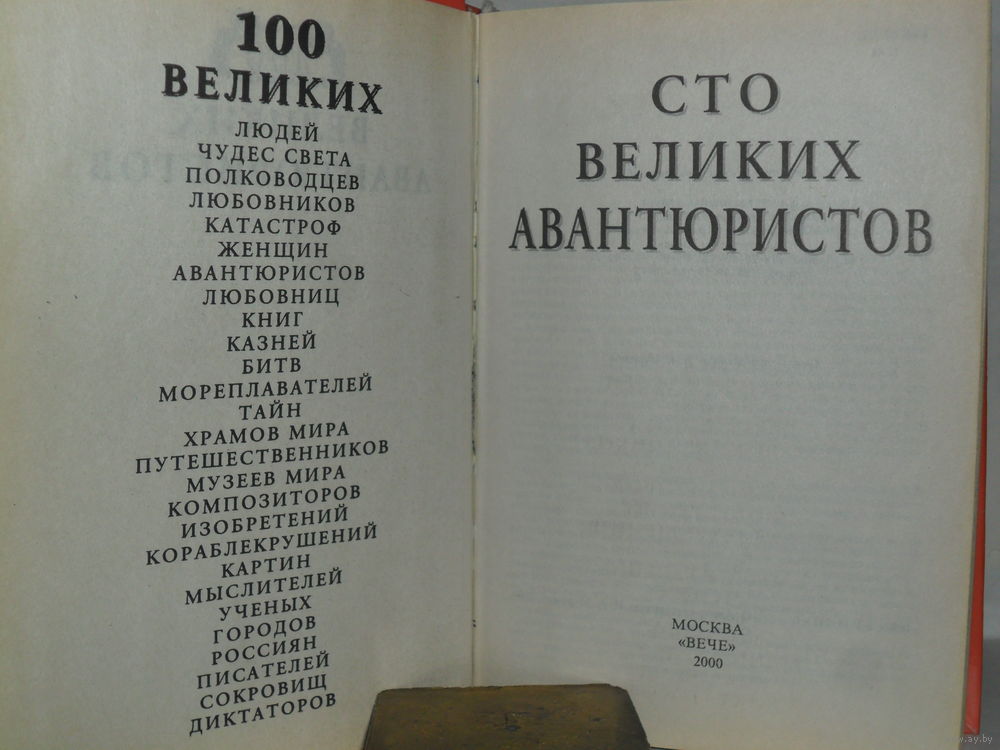 100
ВЕЛИКИХ
ЛЮДЕЙ
ЧУДЕС СВЕТА
ПОЛКОВОДЦЕВ
ЛЮБОВНИКОВ
КАТАСТРОФ
ЖЕНЩИН
АВАНТЮРИСТОВ
ЛЮБОВНИЦ
КНИГ
КАЗНЕЙ
БИТВ
МОРЕПЛАВАТЕЛЕЙ
ТАЙН
ХРАМОВ МИРА
ПУТЕШЕСТВЕННИКОВ
МУЗЕЕВ МИРА
КОМПОЗИТОРОВ
ИЗОБРЕТЕНИЙ
КОРАБЛЕКРУШЕНИЙ
КАРТИН
МЫСЛИТЕЛЕЙ
УЧЕНЫХ
ГОРОДОВ
РОССИЯН
ПИСАТЕЛЕЙ
СОКРОВИЩ
ДИКТАТОРОВ
СТО
ВЕЛИКИХ
АВАНТЮРИСТОВ
МОСКВА
«ВЕЧЕ»
2000